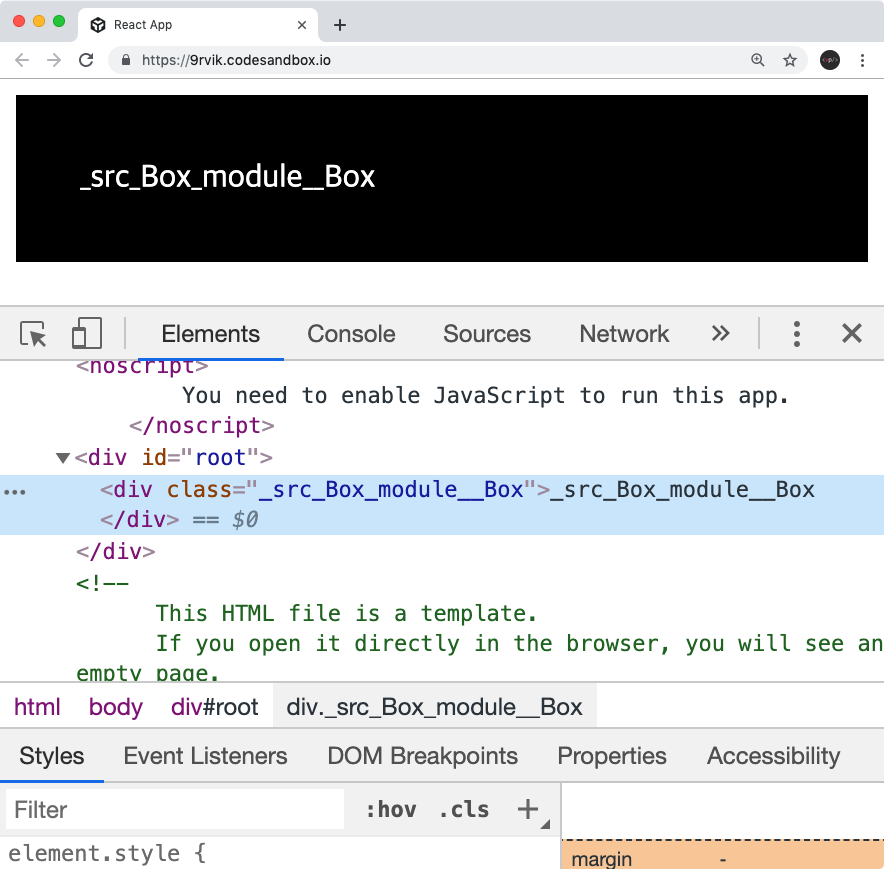 React App
https://9rvik.codesandbox.io
_src_Box_module__Box
Elements Console Sources Network
<noscript>
You need to enable JavaScript to run this app.
</noscript>
<div id="root">
<div class="_src_Box_module__Box">_src_Box_module__Box
</div> == $0
</div>
<!--
This HTML file is a template.
If you open it directly in the browser, you will see an
empty page.
html body div#root div._src_Box_module__Box
Styles Event Listeners DOM Breakpoints Properties Accessibility
Filter :hov .cls
element.style {
margin -